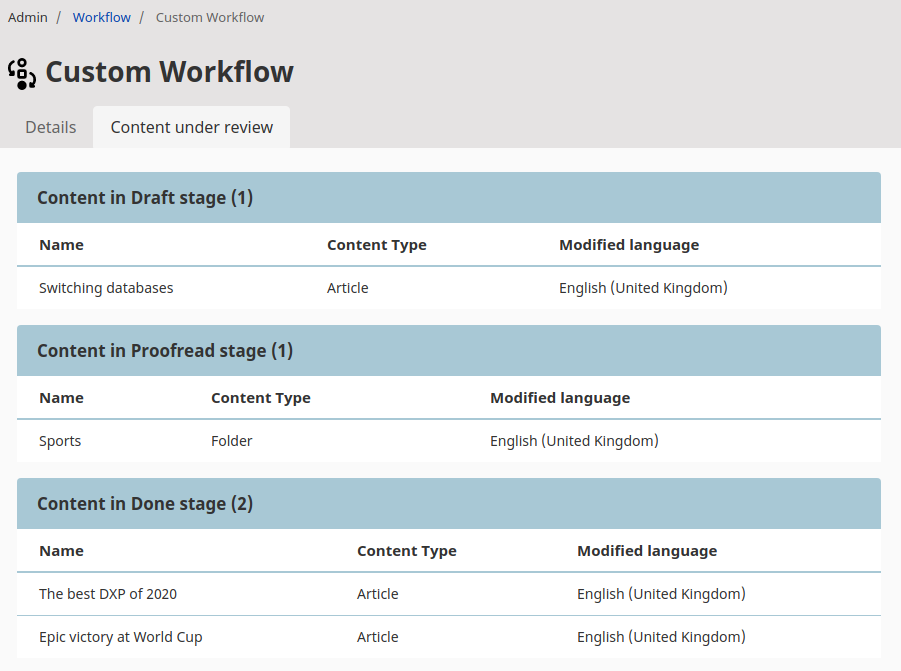 Admin / Workflow / Custom Workflow
Custom Workflow
Details Content under review
Content in Draft stage (1)
Name Content Type Modified language
Switching databases Article English (United Kingdom)
Content in Proofread stage (1)
Name Content Type Modified language
Sports Folder English (United Kingdom)
Content in Done stage (2)
Name Content Type Modified language
The best DXP of 2020 Article English (United Kingdom)
Epic victory at World Cup Article English (United Kingdom)